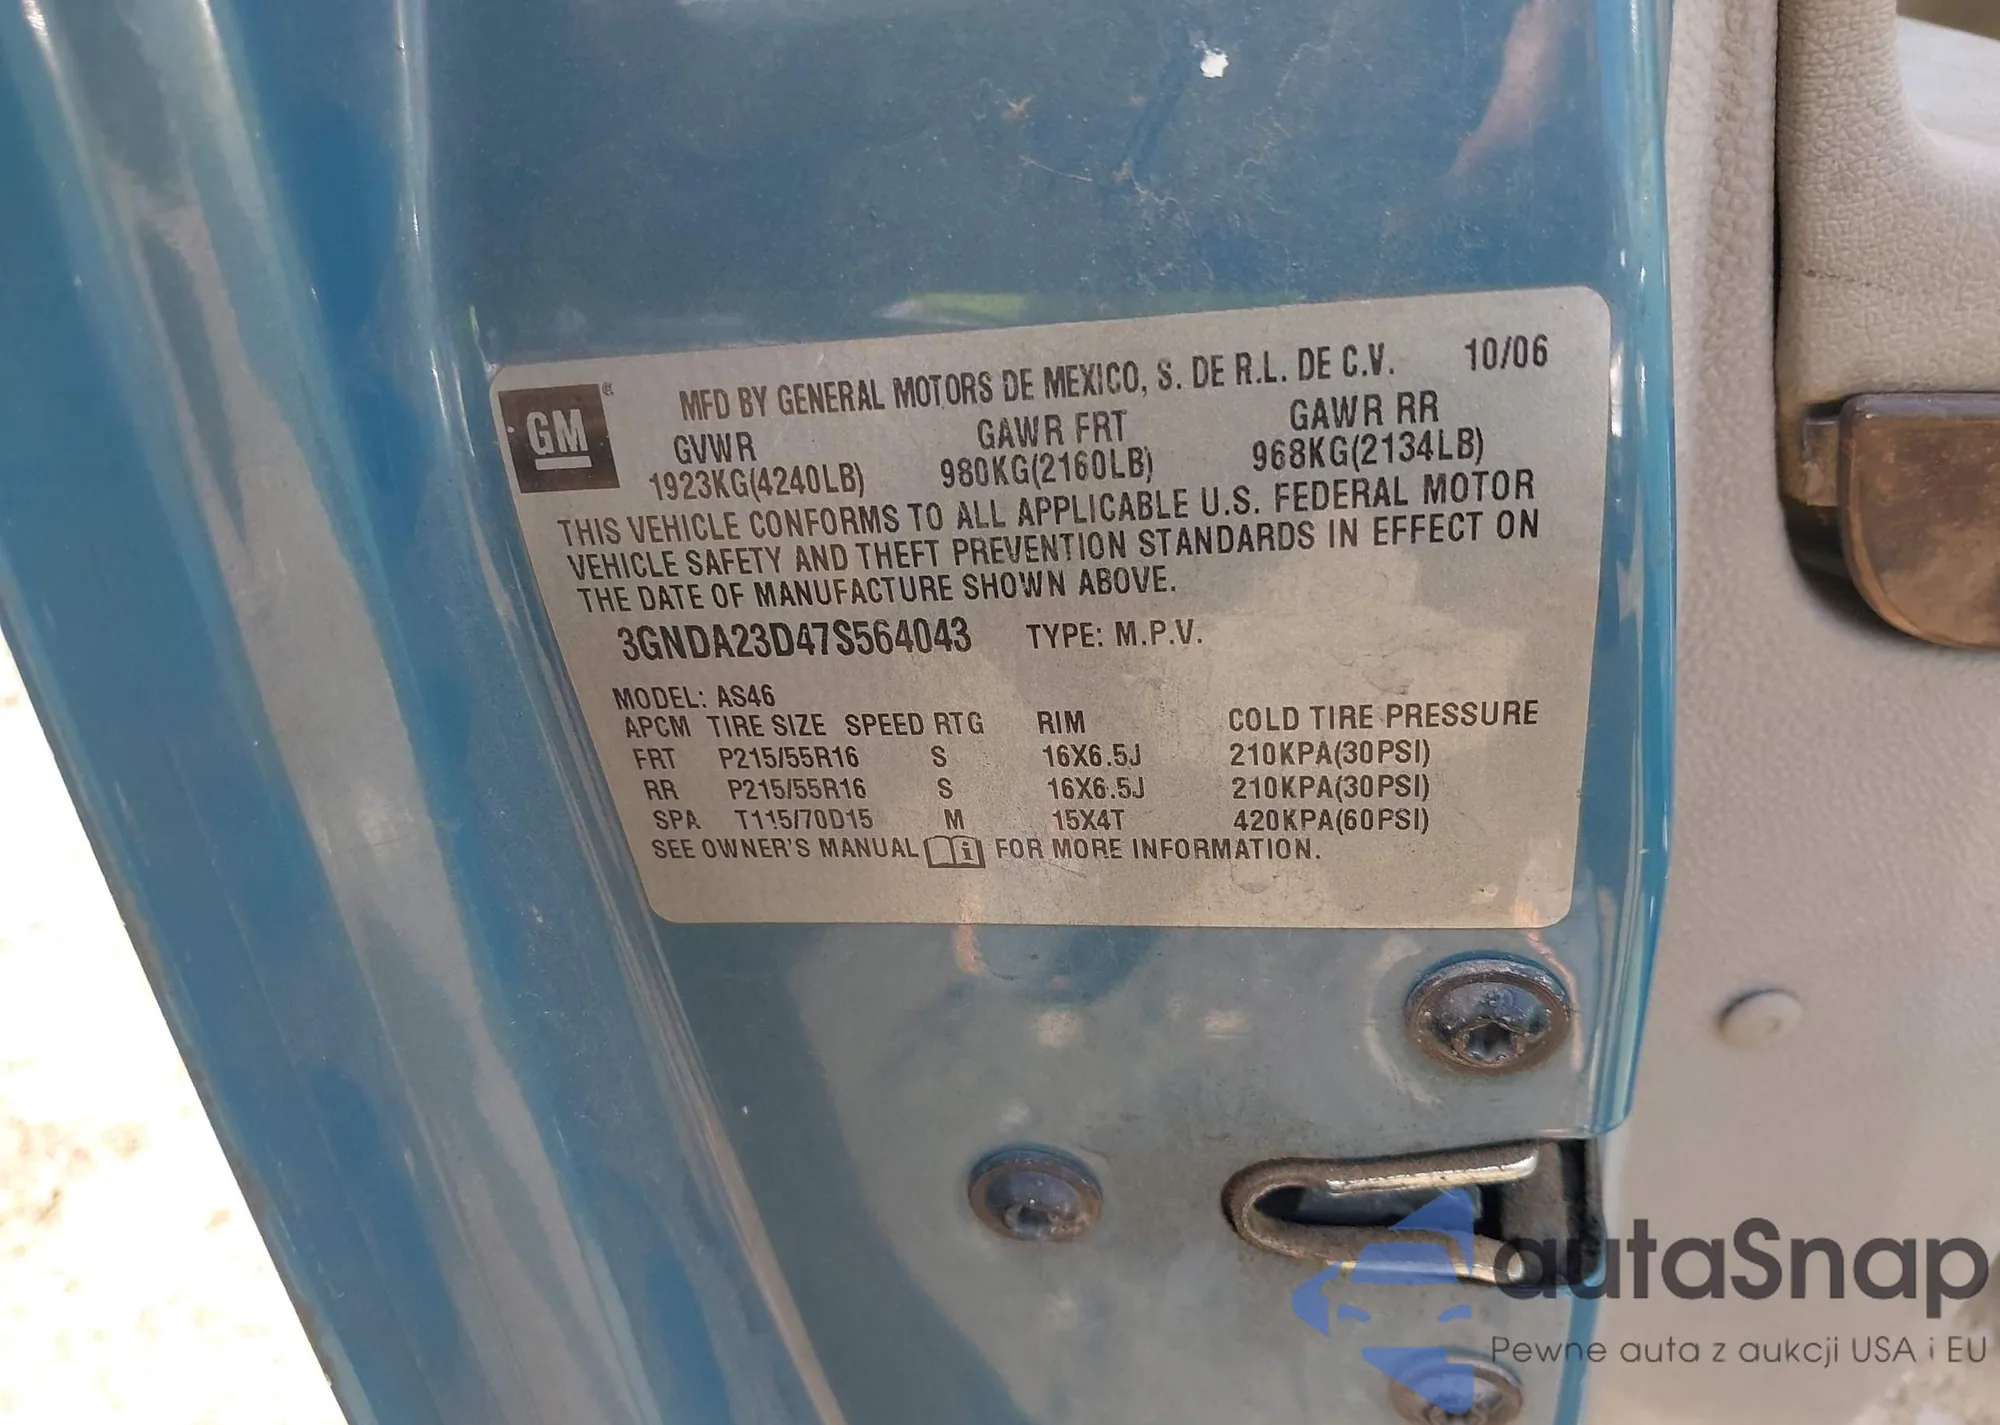 GM
MFD BY GENERAL MOTORS DE MEXICO, S. DE R.L. DE C.V. 10/06
GVWR GAWR FRT GAWR RR
1923KG(4240LB) 980KG(2160LB) 968KG(2134LB)
THIS VEHICLE CONFORMS TO ALL APPLICABLE U.S. FEDERAL MOTOR
VEHICLE SAFETY AND THEFT PREVENTION STANDARDS IN EFFECT ON
THE DATE OF MANUFACTURE SHOWN ABOVE.
3GNDA23D47S564043 TYPE: M.P.V.
MODEL: AS46
APCM TIRE SIZE SPEED RTG RIM COLD TIRE PRESSURE
FRT P215/55R16 S 16X6.5J 210KPA(30PSI)
RR P215/55R16 S 16X6.5J 210KPA(30PSI)
SPA T115/70D15 M 15X4T 420KPA(60PSI)
SEE OWNER'S MANUAL FOR MORE INFORMATION.
autaSnap
Pewne auta z aukcji USA i EU